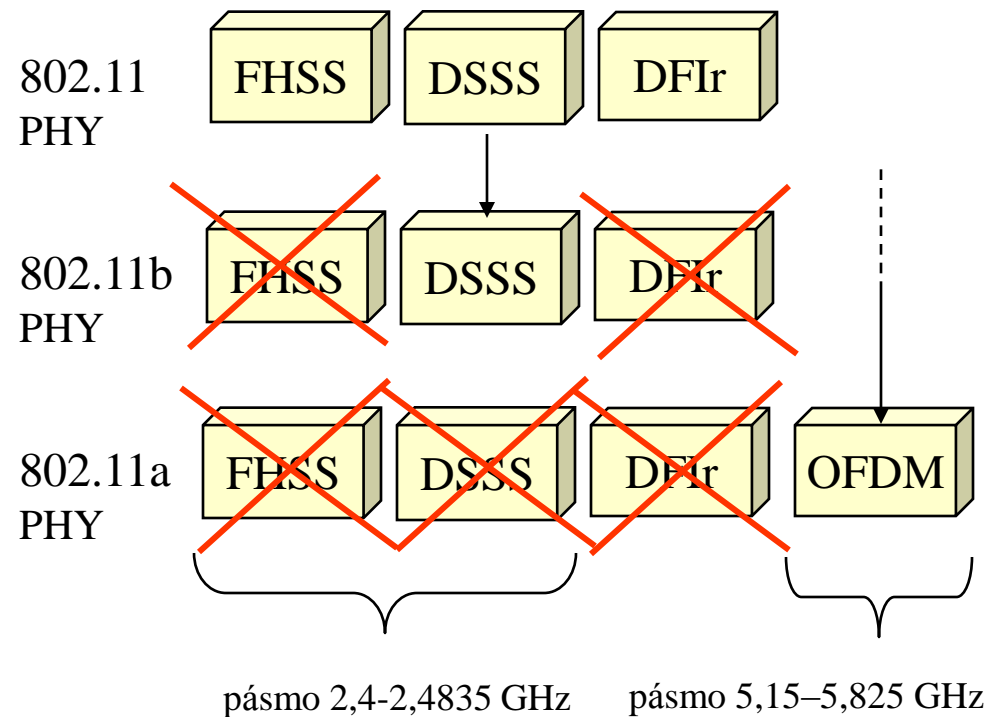 802.11
PHY
FHSS
DSSS
DFIr
802.11b
PHY
FHSS
DSSS
DFIr
802.11a
PHY
FHSS
DSSS
DFIr
OFDM
pásmo 2,4-2,4835 GHz
pásmo 5,15–5,825 GHz